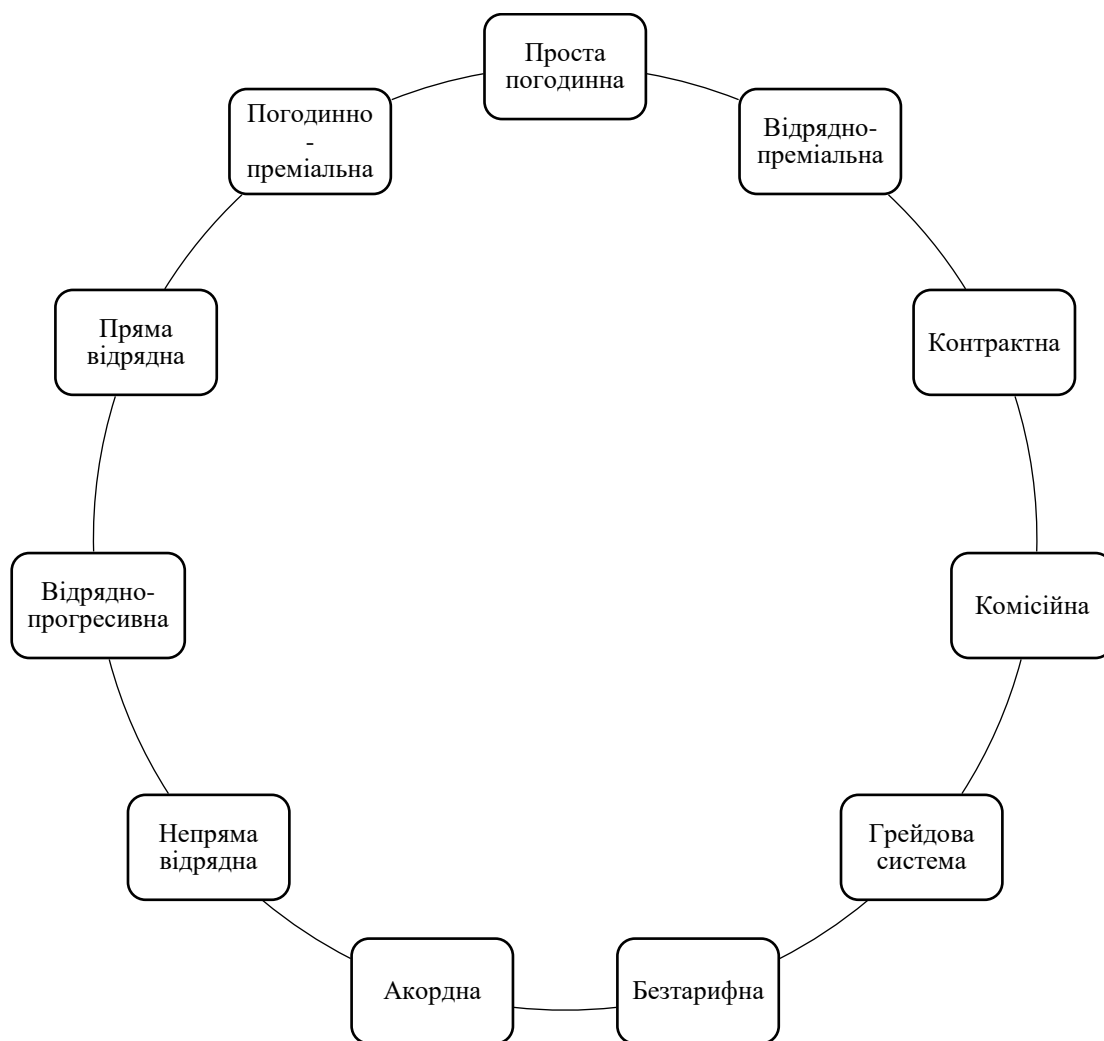 Проста
погодинна
Відрядно-
преміальна
Контрактна
Комісійна
Грейдова
система
Безтарифна
Акордна
Непряма
відрядна
Відрядно-
прогресивна
Пряма
відрядна
Погодинно
-
преміальна